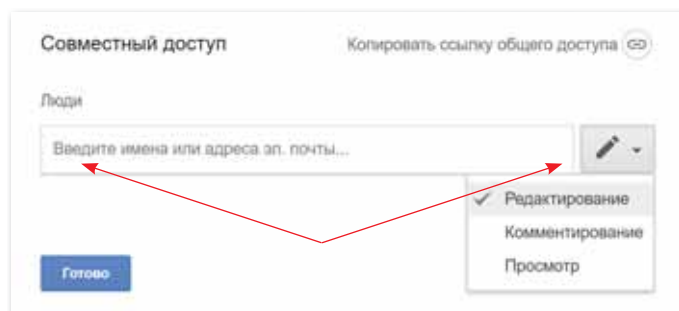 Совместный доступ
Копировать ссылку общего доступа
Люди
Введите имена или адреса эл. почты...
Редактирование
Комментирование
Просмотр
Готово